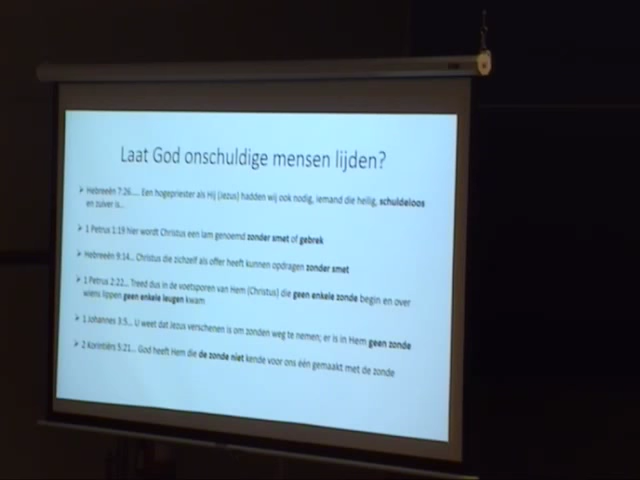 Laat God onschuldige mensen lijden?
➤ Hebreeën 7:26.... Een hogepriester als Hij (Jezus) hadden wij ook nodig, iemand die heilig, schuldeloos
en zuiver is..
➤ 1 Petrus 1:19 hier wordt Christus een lam genoemd zonder smet of gebrek
➤ Hebreeën 9:14.. Christus die zichzelf als offer heeft kunnen opdragen zonder smet
➤ 1 Petrus 2:22.. Treed dus in de voetsporen van Hem (Christus) die geen enkele zonde begin en over
wiens lippen geen enkele leugen kwam
➤ 1 Johannes 3:5.. U weet dat Jezus verschenen is om zonden weg te nemen; er is in Hem geen zonde
➤ 2 Korintiërs 5:21.. God heeft Hem die de zonde niet kende voor ons één gemaakt met de zonde